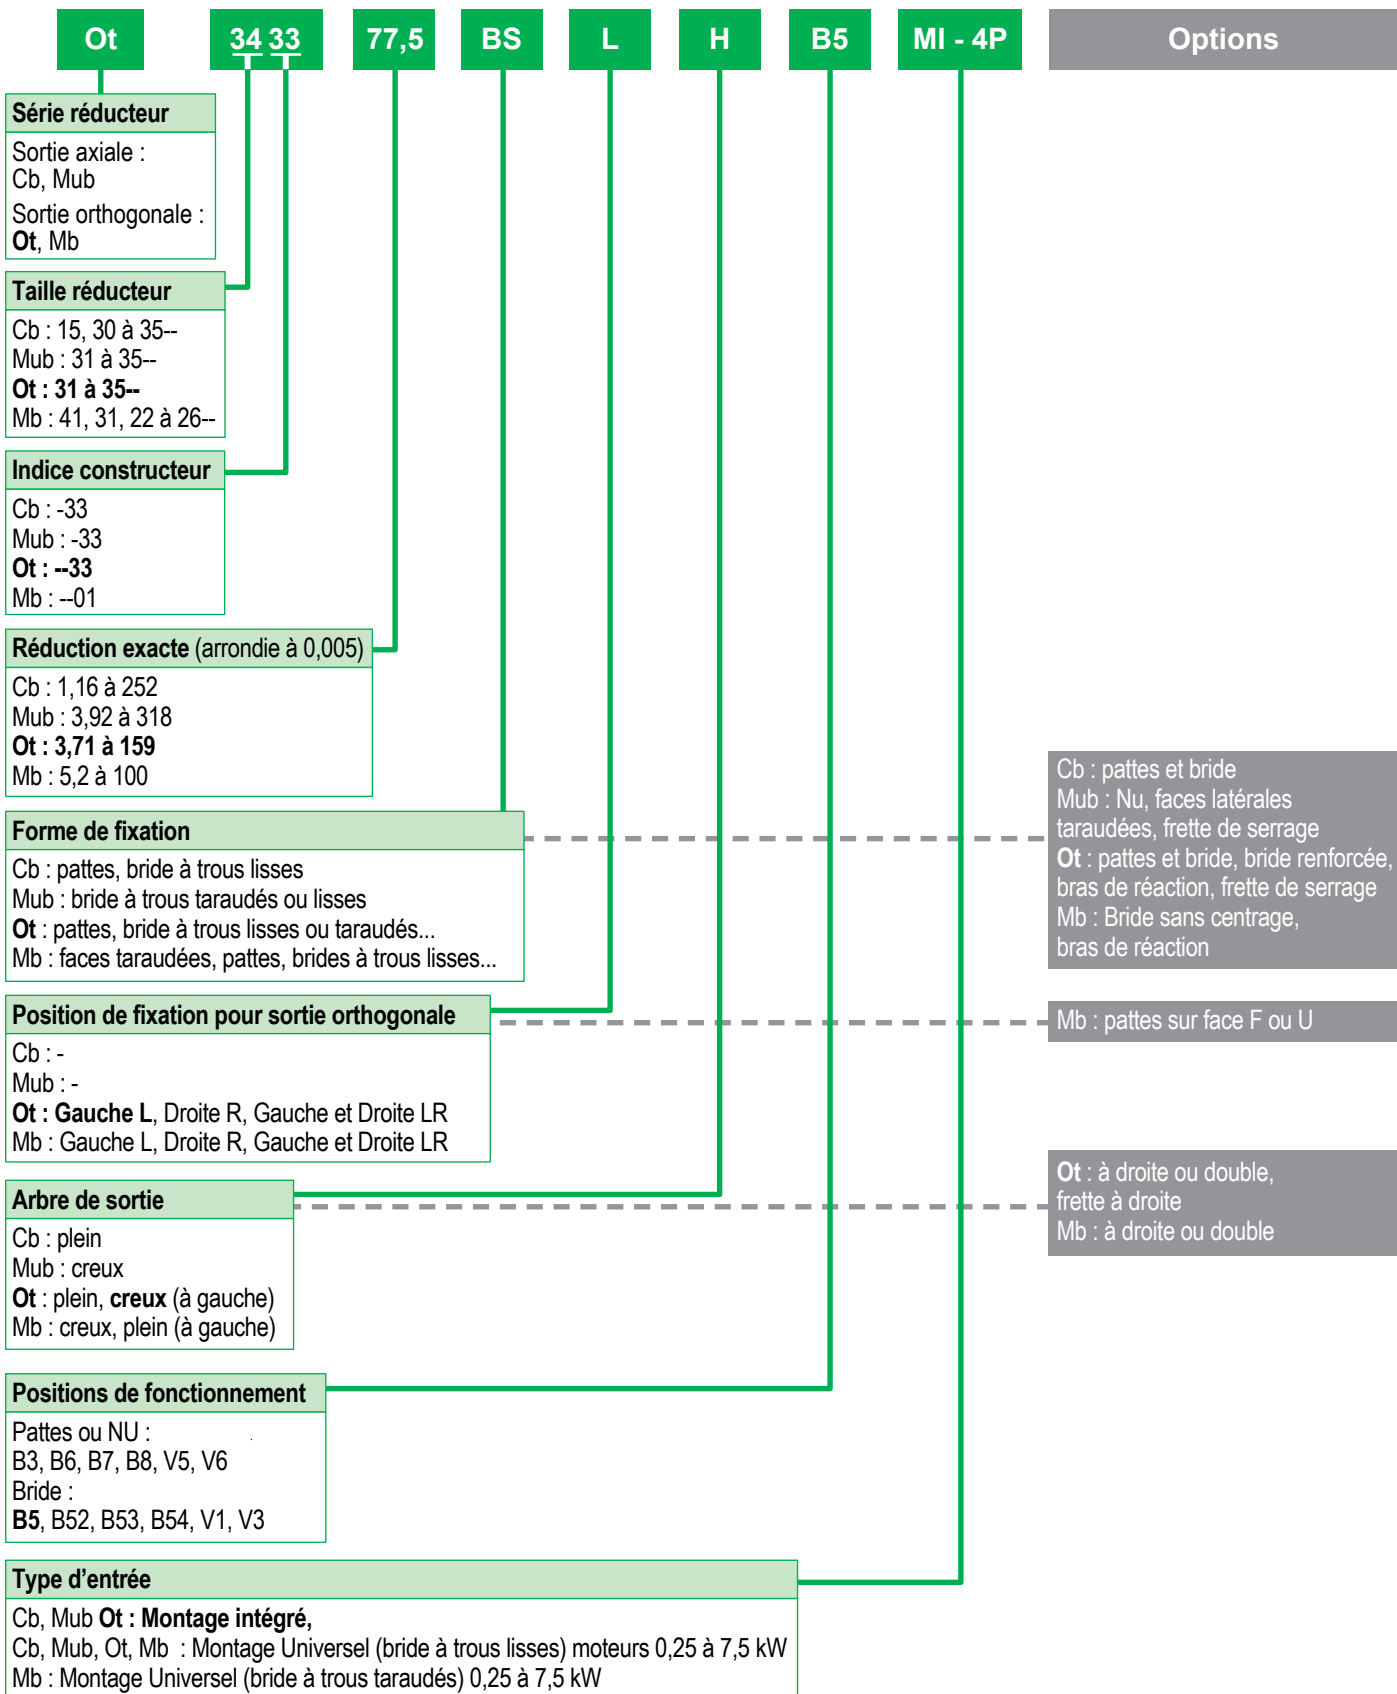 Ot 34 33 77,5 BS L H B5 MI - 4P Options
Série réducteur
Sortie axiale :
Cb, Mub
Sortie orthogonale :
Ot, Mb
Taille réducteur
Cb : 15, 30 à 35--
Mub : 31 à 35--
Ot : 31 à 35--
Mb : 41, 31, 22 à 26--
Indice constructeur
Cb : -33
Mub : -33
Ot : --33
Mb : --01
Réduction exacte (arrondie à 0,005)
Cb : 1,16 à 252
Mub : 3,92 à 318
Ot : 3,71 à 159
Mb : 5,2 à 100
Forme de fixation
Cb : pattes, bride à trous lisses
Mub : bride à trous taraudés ou lisses
Ot : pattes, bride à trous lisses ou taraudés...
Mb : faces taraudées, pattes, brides à trous lisses...
Cb : pattes et bride
Mub : Nu, faces latérales
taraudées, frette de serrage
Ot : pattes et bride, bride renforcée,
bras de réaction, frette de serrage
Mb : Bride sans centrage,
bras de réaction
Position de fixation pour sortie orthogonale
Cb : -
Mub : -
Ot : Gauche L, Droite R, Gauche et Droite LR
Mb : Gauche L, Droite R, Gauche et Droite LR
Mb : pattes sur face F ou U
Arbre de sortie
Cb : plein
Mub : creux
Ot : plein, creux (à gauche)
Mb : creux, plein (à gauche)
Ot : à droite ou double,
frette à droite
Mb : à droite ou double
Positions de fonctionnement
Pattes ou NU :
B3, B6, B7, B8, V5, V6
Bride :
B5, B52, B53, B54, V1, V3
Type d'entrée
Cb, Mub Ot : Montage intégré,
Cb, Mub, Ot, Mb : Montage Universel (bride à trous lisses) moteurs 0,25 à 7,5 kW
Mb : Montage Universel (bride à trous taraudés) 0,25 à 7,5 kW